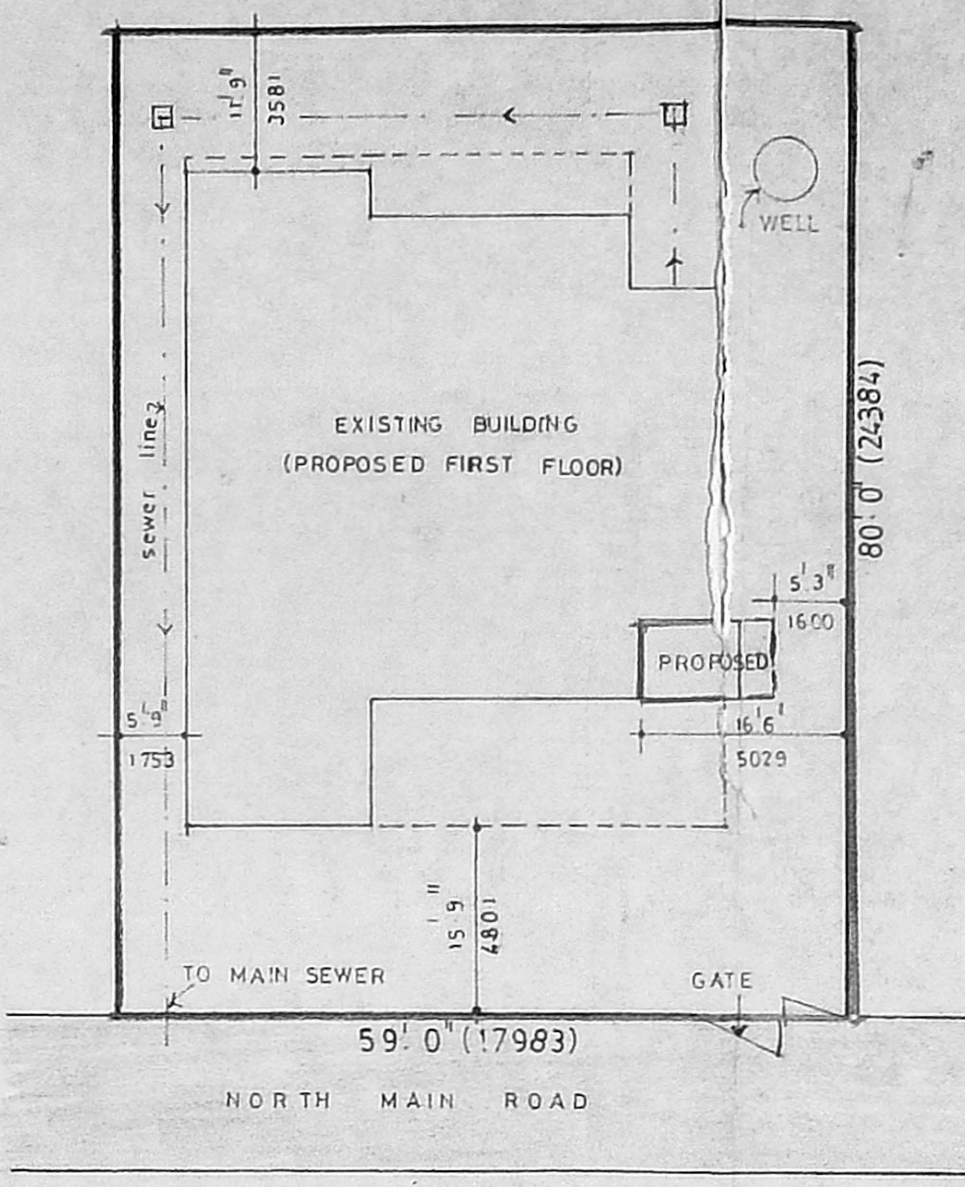 11' 9"
3581
WELL
EXISTING BUILDING
(PROPOSED FIRST FLOOR)
sewer line
80' 0" (24384)
5' 3"
1600
PROPOSED
16' 6"
5029
5' 9"
1753
15' 9"
4801
TO MAIN SEWER
GATE
59' 0" (17983)
NORTH MAIN ROAD